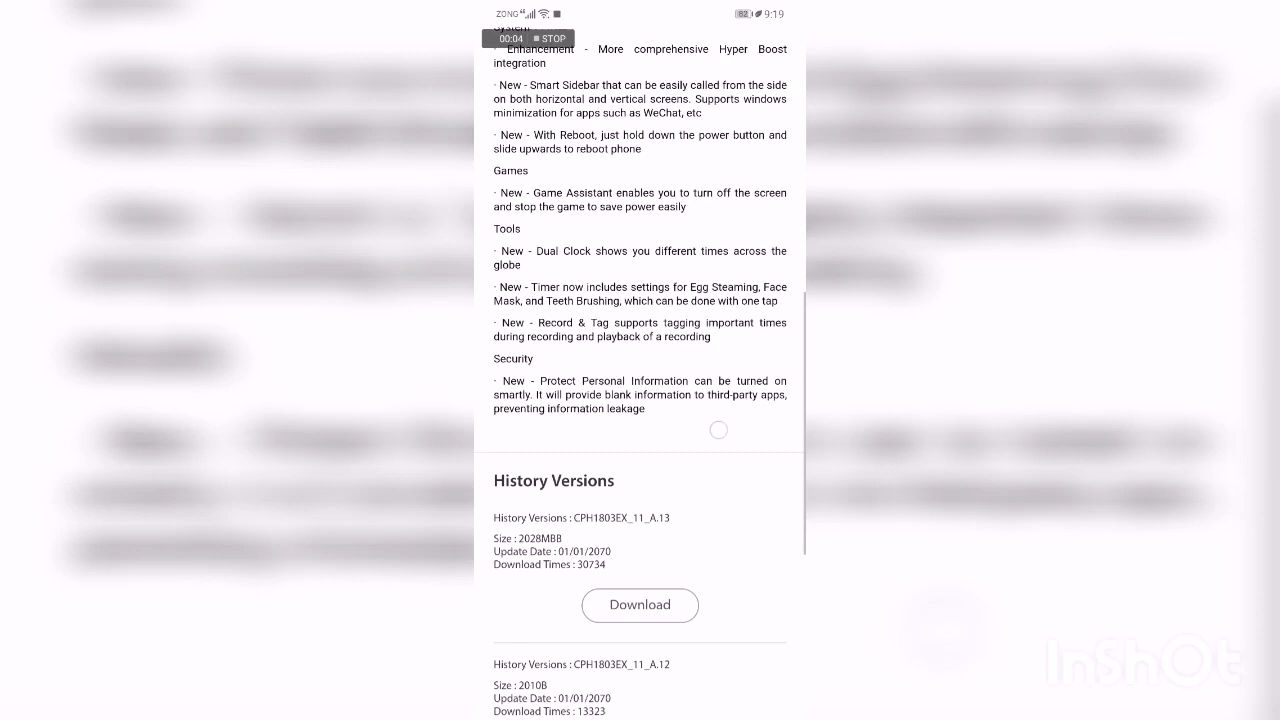 ZONG 82 9:19
System
00:04 STOP
· Enhancement - More comprehensive Hyper Boost
integration
· New - Smart Sidebar that can be easily called from the side
on both horizontal and vertical screens. Supports windows
minimization for apps such as WeChat, etc
· New - With Reboot, just hold down the power button and
slide upwards to reboot phone
Games
· New - Game Assistant enables you to turn off the screen
and stop the game to save power easily
Tools
· New - Dual Clock shows you different times across the
globe
· New - Timer now includes settings for Egg Steaming, Face
Mask, and Teeth Brushing, which can be done with one tap
· New - Record & Tag supports tagging important times
during recording and playback of a recording
Security
· New - Protect Personal Information can be turned on
smartly. It will provide blank information to third-party apps,
preventing information leakage
History Versions
History Versions : CPH1803EX_11_A.13
Size : 2028MBB
Update Date : 01/01/2070
Download Times : 30734
Download
History Versions : CPH1803EX_11_A.12
Size : 2010B
Update Date : 01/01/2070
Download Times : 13323
InShOt